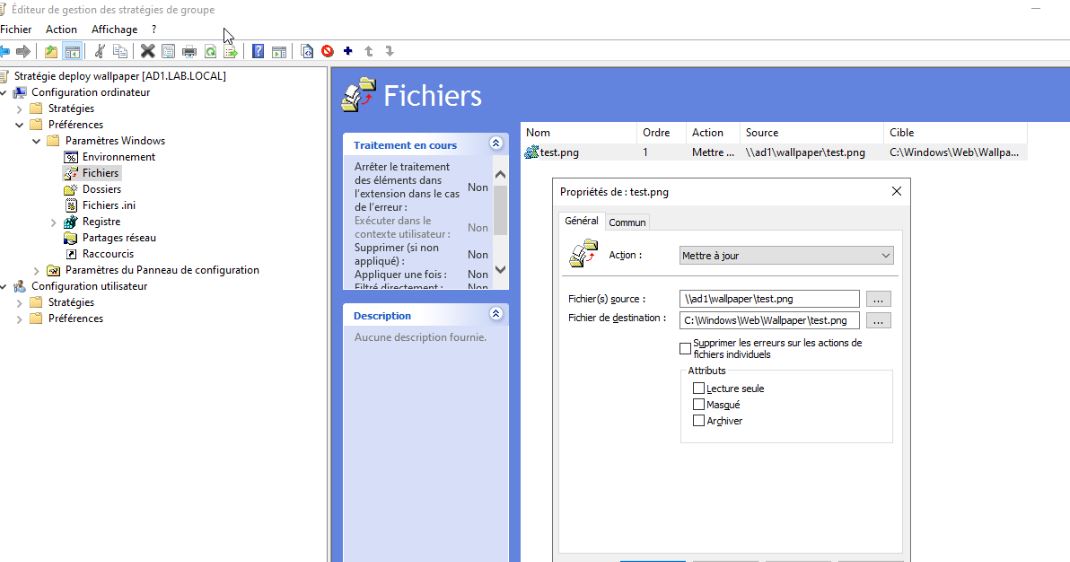 Éditeur de gestion des stratégies de groupe
Fichier Action Affichage ?
Stratégie deploy wallpaper [AD1.LAB.LOCAL]
Configuration ordinateur
Stratégies
Préférences
Paramètres Windows
Environnement
Fichiers
Dossiers
Fichiers .ini
Registre
Partages réseau
Raccourcis
Paramètres du Panneau de configuration
Configuration utilisateur
Stratégies
Préférences
Fichiers
Traitement en cours
Arrêter le traitement
des éléments dans
l'extension dans le cas
de l'erreur : Non
Exécuter dans le
contexte utilisateur : Non
Supprimer (si non
appliqué) : Non
Appliquer une fois : Non
Filtré directement : Non
Description
Aucune description fournie.
Nom Ordre Action Source Cible
test.png 1 Mettre ... \\ad1\wallpaper\test.png C:\Windows\Web\Wallpa...
Propriétés de : test.png
Général Commun
Action : Mettre à jour
Fichier(s) source : \\ad1\wallpaper\test.png ...
Fichier de destination : C:\Windows\Web\Wallpaper\test.png ...
Supprimer les erreurs sur les actions de
fichiers individuels
Attributs
Lecture seule
Masqué
Archiver